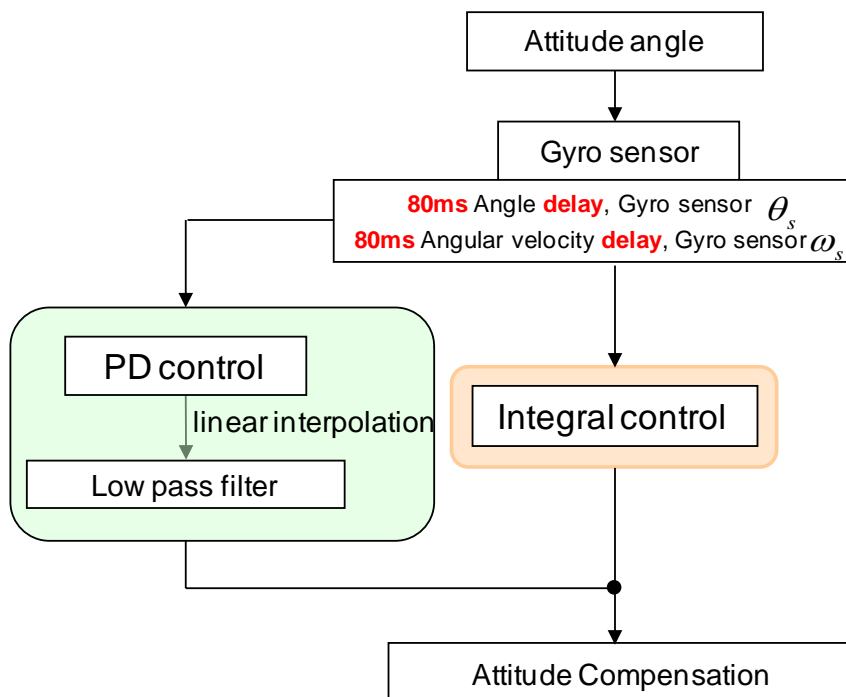 Attitude angle
Gyro sensor
80ms Angle delay, Gyro sensor θs
80ms Angular velocity delay, Gyro sensor ωs
PD control
linear interpolation
Low pass filter
Integral control
Attitude Compensation